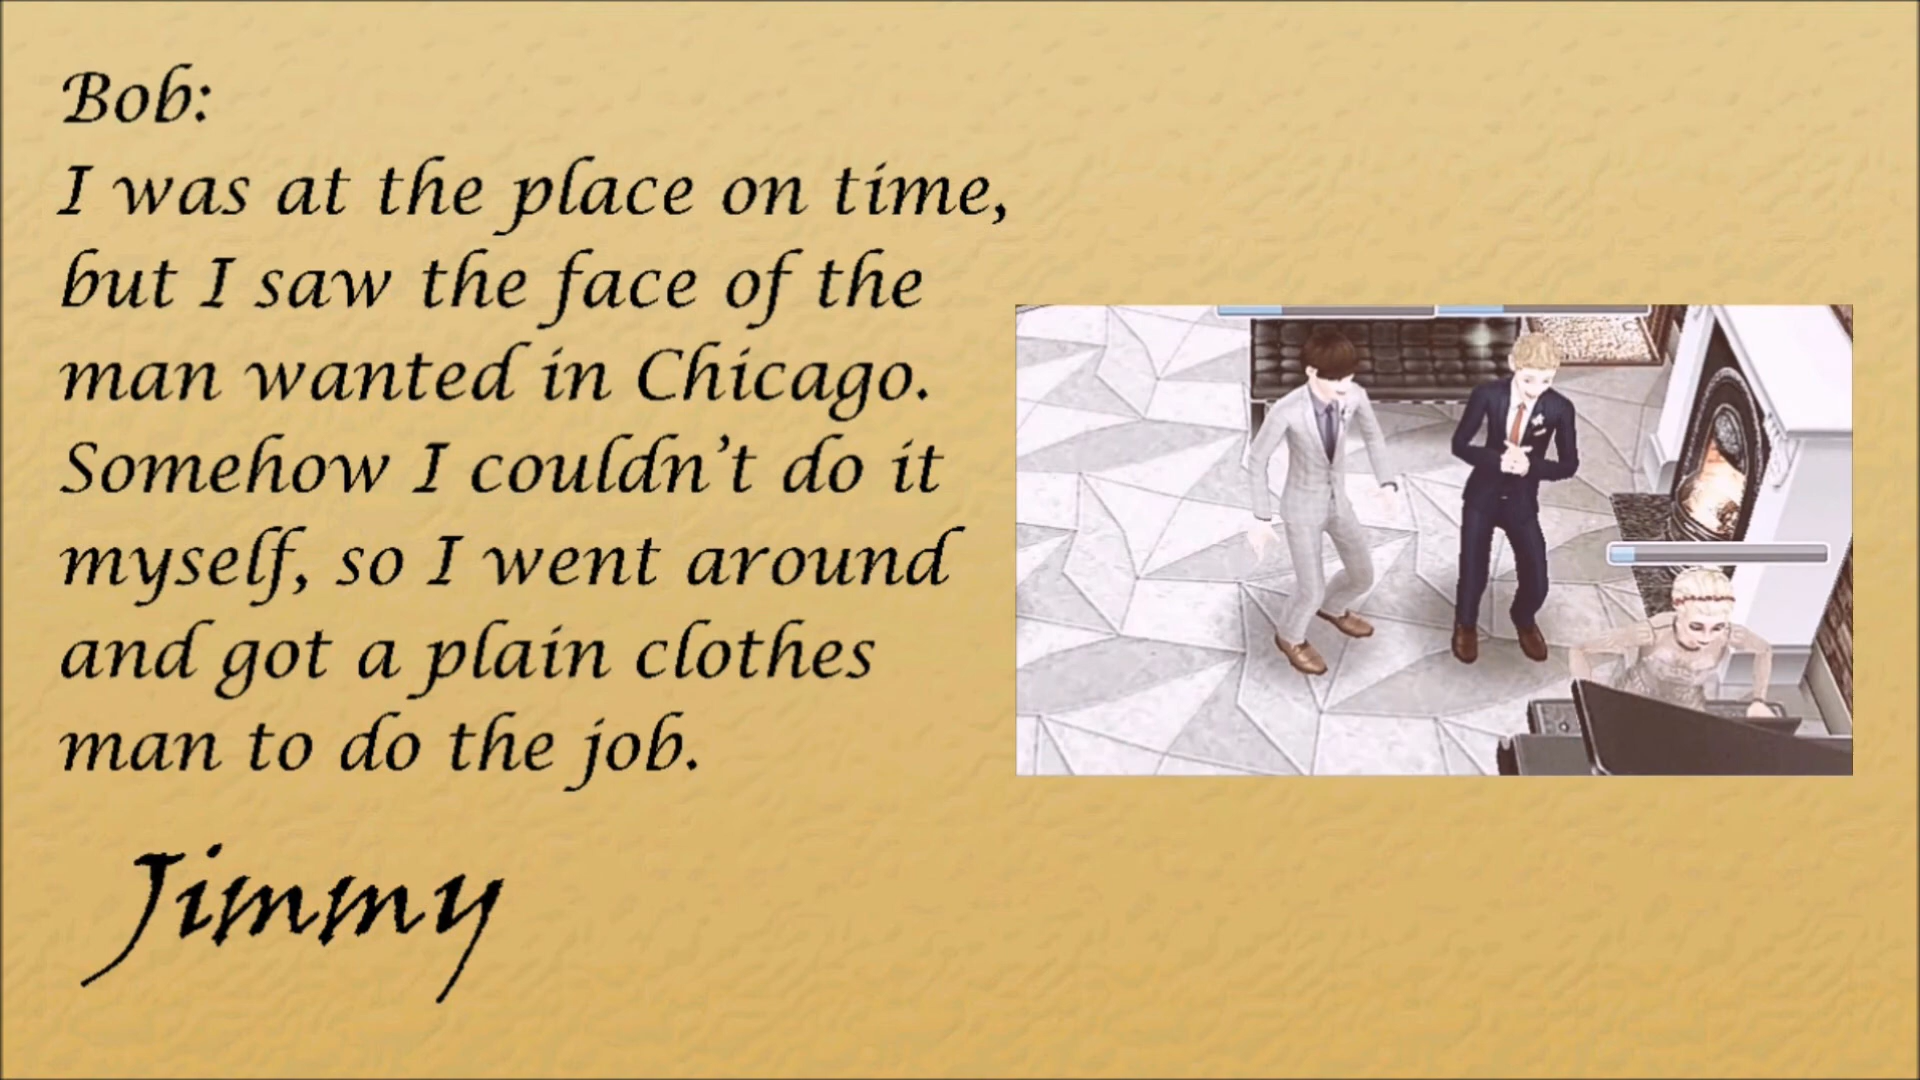 Bob:
I was at the place on time,
but I saw the face of the
man wanted in Chicago.
Somehow I couldn't do it
myself, so I went around
and got a plain clothes
man to do the job.
Jimmy